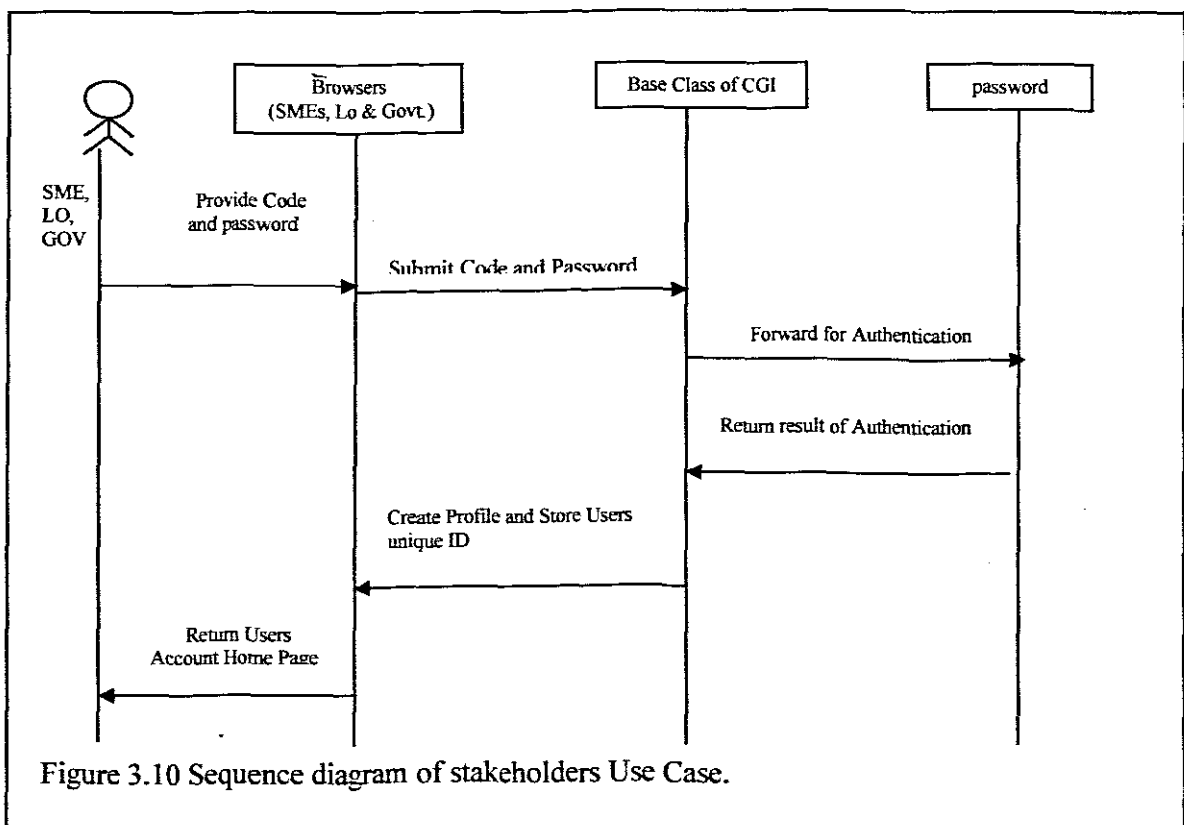 Browsers
(SMEs, Lo & Govt.)
Base Class of CGI
password
SME,
LO,
GOV
Provide Code
and password
Submit Code and Password
Forward for Authentication
Return result of Authentication
Create Profile and Store Users
unique ID
Return Users
Account Home Page
Figure 3.10 Sequence diagram of stakeholders Use Case.